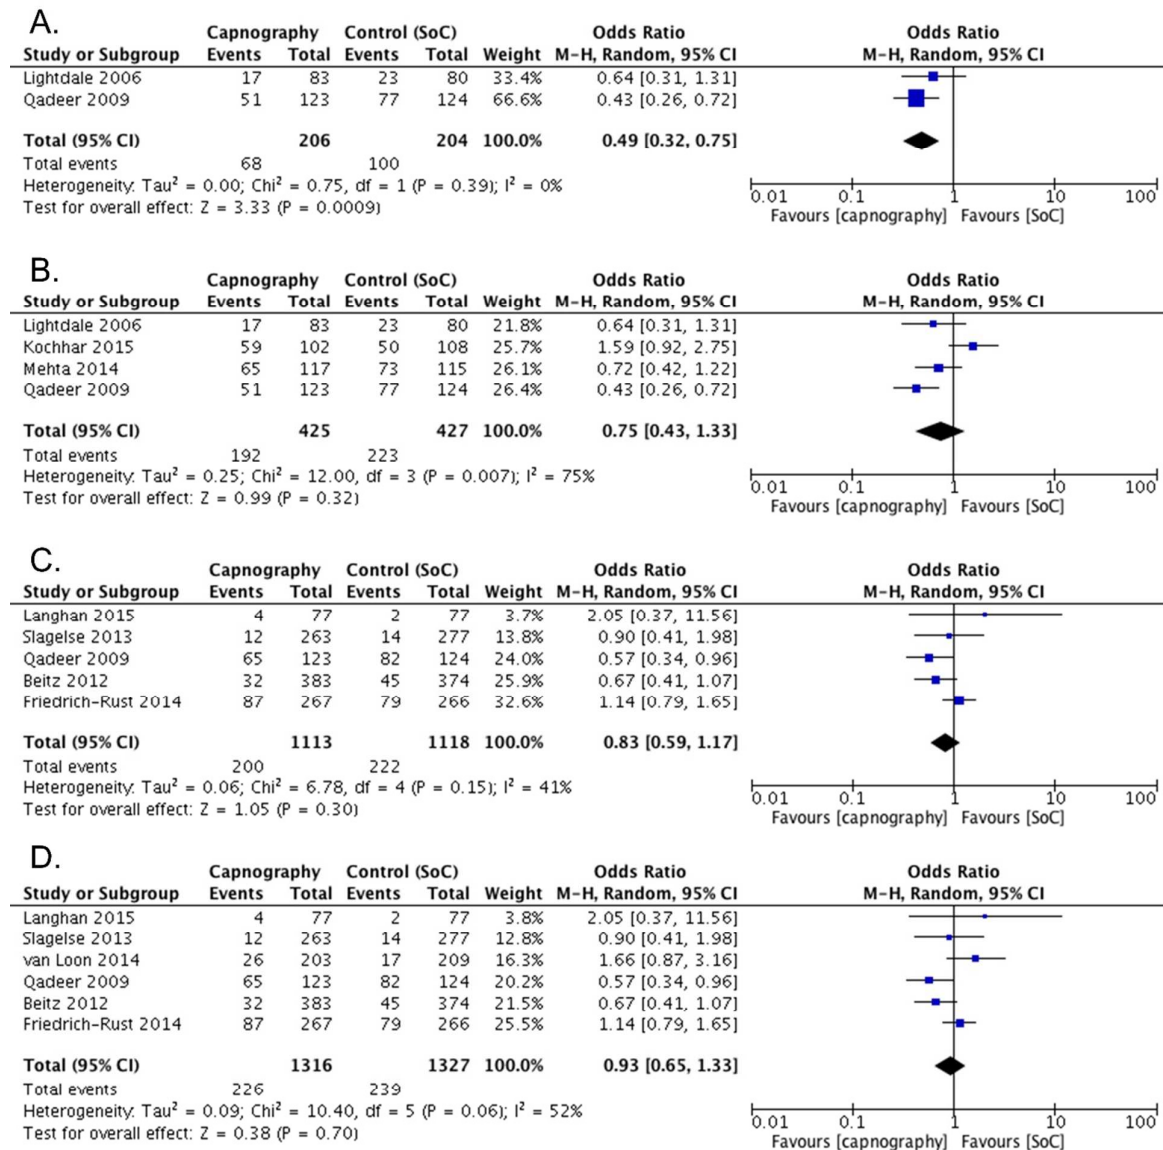 A.
Capnography Control (SoC) Odds Ratio Odds Ratio
Study or Subgroup Events Total Events Total Weight M-H, Random, 95% CI M-H, Random, 95% CI
Lightdale 2006 17 83 23 80 33.4% 0.64 [0.31, 1.31]
Qadeer 2009 51 123 77 124 66.6% 0.43 [0.26, 0.72]
Total (95% CI) 206 204 100.0% 0.49 [0.32, 0.75]
Total events 68 100
Heterogeneity: Tau² = 0.00; Chi² = 0.75, df = 1 (P = 0.39); I² = 0%
Test for overall effect: Z = 3.33 (P = 0.0009)
0.01 0.1 1 10 100
Favours [capnography] Favours [SoC]
B.
Capnography Control (SoC) Odds Ratio Odds Ratio
Study or Subgroup Events Total Events Total Weight M-H, Random, 95% CI M-H, Random, 95% CI
Lightdale 2006 17 83 23 80 21.8% 0.64 [0.31, 1.31]
Kochhar 2015 59 102 50 108 25.7% 1.59 [0.92, 2.75]
Mehta 2014 65 117 73 115 26.1% 0.72 [0.42, 1.22]
Qadeer 2009 51 123 77 124 26.4% 0.43 [0.26, 0.72]
Total (95% CI) 425 427 100.0% 0.75 [0.43, 1.33]
Total events 192 223
Heterogeneity: Tau² = 0.25; Chi² = 12.00, df = 3 (P = 0.007); I² = 75%
Test for overall effect: Z = 0.99 (P = 0.32)
0.01 0.1 1 10 100
Favours [capnography] Favours [SoC]
C.
Capnography Control (SoC) Odds Ratio Odds Ratio
Study or Subgroup Events Total Events Total Weight M-H, Random, 95% CI M-H, Random, 95% CI
Langhan 2015 4 77 2 77 3.7% 2.05 [0.37, 11.56]
Slagelse 2013 12 263 14 277 13.8% 0.90 [0.41, 1.98]
Qadeer 2009 65 123 82 124 24.0% 0.57 [0.34, 0.96]
Beitz 2012 32 383 45 374 25.9% 0.67 [0.41, 1.07]
Friedrich-Rust 2014 87 267 79 266 32.6% 1.14 [0.79, 1.65]
Total (95% CI) 1113 1118 100.0% 0.83 [0.59, 1.17]
Total events 200 222
Heterogeneity: Tau² = 0.06; Chi² = 6.78, df = 4 (P = 0.15); I² = 41%
Test for overall effect: Z = 1.05 (P = 0.30)
0.01 0.1 1 10 100
Favours [capnography] Favours [SoC]
D.
Capnography Control (SoC) Odds Ratio Odds Ratio
Study or Subgroup Events Total Events Total Weight M-H, Random, 95% CI M-H, Random, 95% CI
Langhan 2015 4 77 2 77 3.8% 2.05 [0.37, 11.56]
Slagelse 2013 12 263 14 277 12.8% 0.90 [0.41, 1.98]
van Loon 2014 26 203 17 209 16.3% 1.66 [0.87, 3.16]
Qadeer 2009 65 123 82 124 20.2% 0.57 [0.34, 0.96]
Beitz 2012 32 383 45 374 21.5% 0.67 [0.41, 1.07]
Friedrich-Rust 2014 87 267 79 266 25.5% 1.14 [0.79, 1.65]
Total (95% CI) 1316 1327 100.0% 0.93 [0.65, 1.33]
Total events 226 239
Heterogeneity: Tau² = 0.09; Chi² = 10.40, df = 5 (P = 0.06); I² = 52%
Test for overall effect: Z = 0.38 (P = 0.70)
0.01 0.1 1 10 100
Favours [capnography] Favours [SoC]